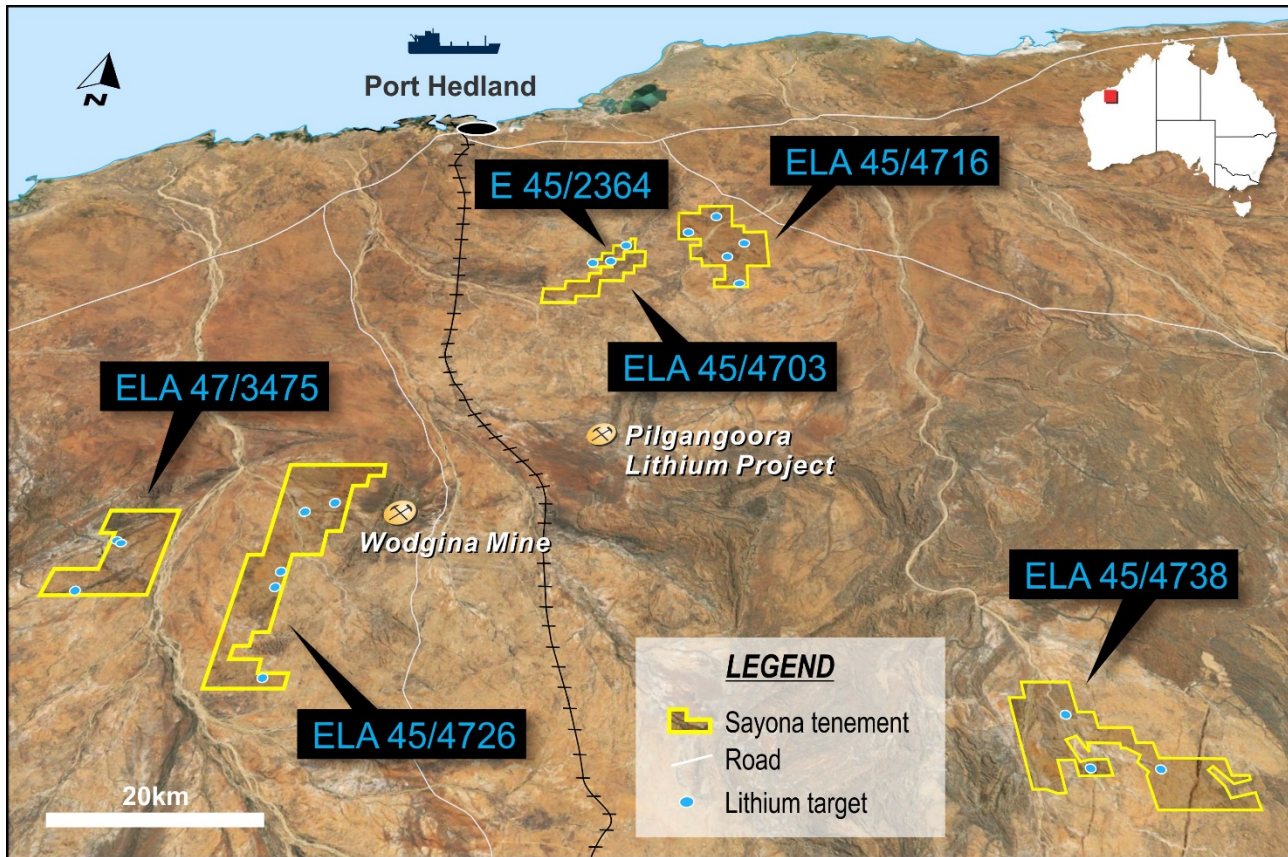 Port Hedland
N
E 45/2364
ELA 45/4716
ELA 47/3475
ELA 45/4703
Pilgangoora
Lithium Project
Wodgina Mine
ELA 45/4738
ELA 45/4726
LEGEND
Sayona tenement
Road
Lithium target
20km